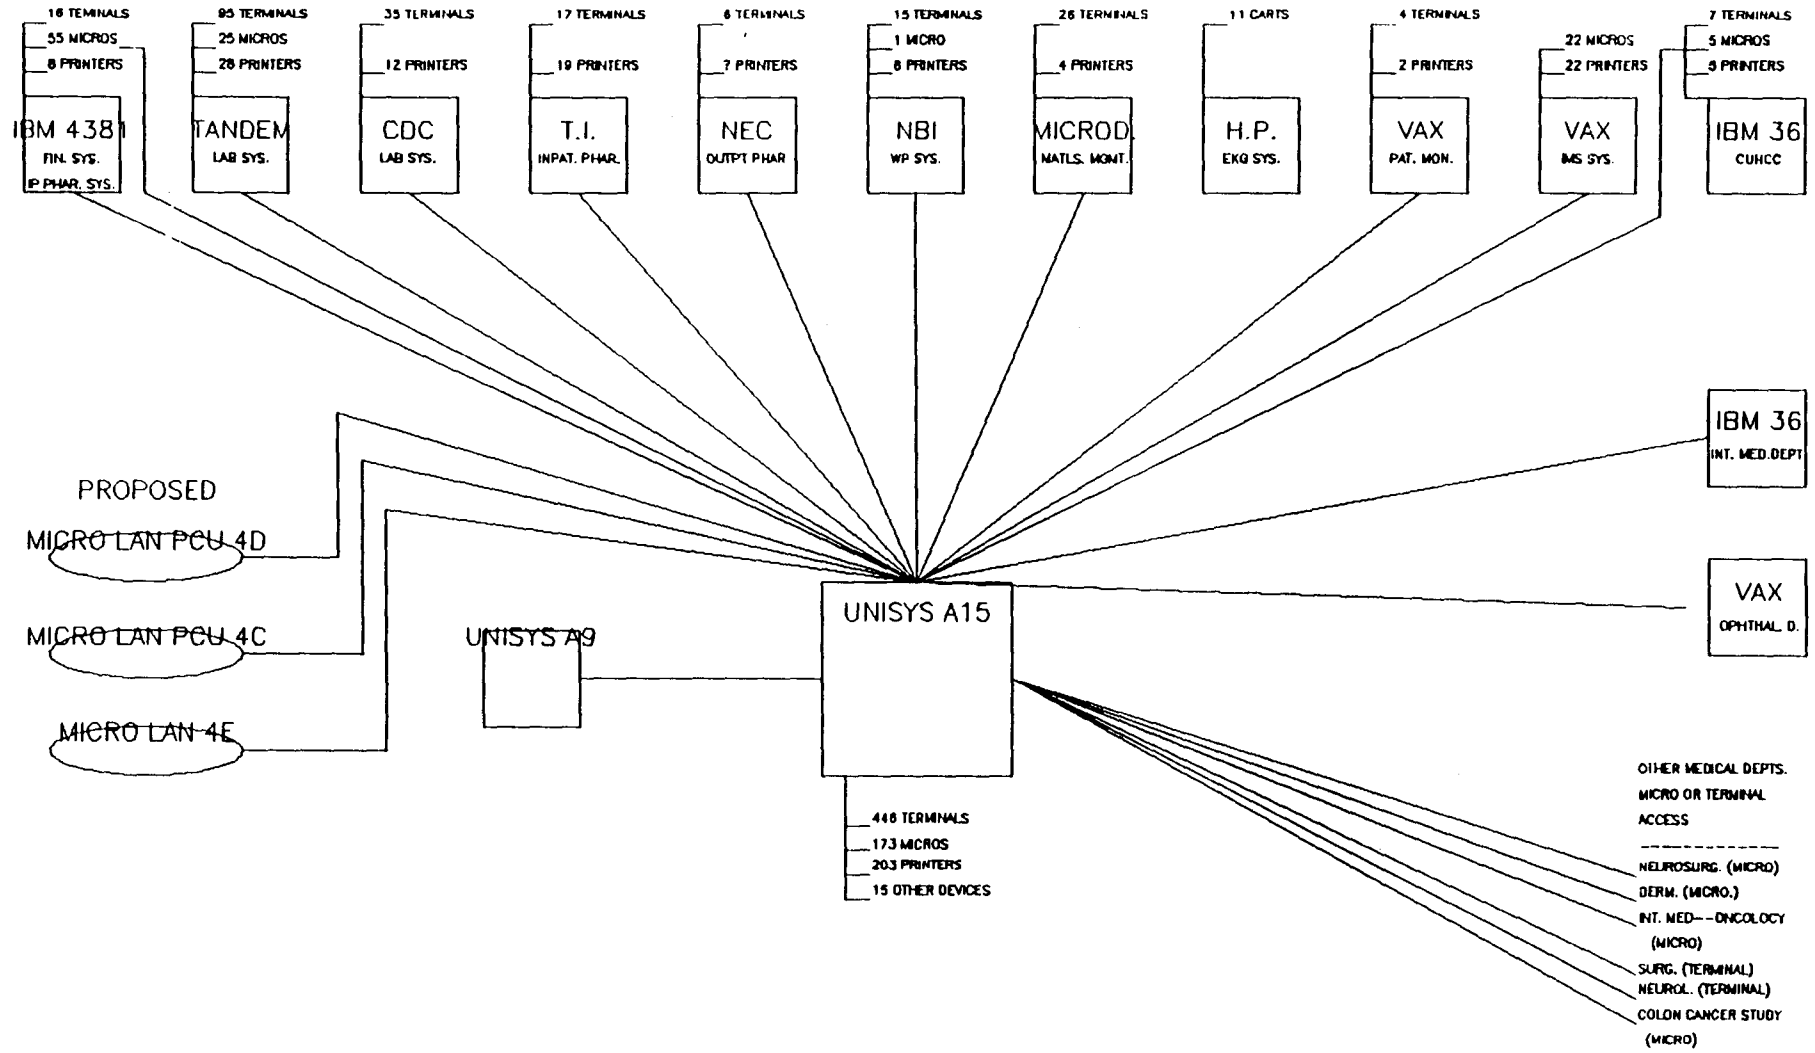 16 TEMINALS
55 MICROS
8 PRINTERS
IBM 4381
FIN. SYS.
IP PHAR. SYS.
95 TERMINALS
25 MICROS
28 PRINTERS
TANDEM
LAB SYS.
35 TERMINALS
12 PRINTERS
CDC
LAB SYS.
17 TERMINALS
19 PRINTERS
T.I.
INPAT. PHAR.
6 TERMINALS
7 PRINTERS
NEC
OUTPT PHAR
15 TERMINALS
1 MICRO
8 PRINTERS
NBI
WP SYS.
26 TERMINALS
4 PRINTERS
MICROD.
MATLS. MGMT.
11 CARTS
H.P.
EKG SYS.
4 TERMINALS
2 PRINTERS
VAX
PAT. MON.
22 MICROS
22 PRINTERS
VAX
IMS SYS.
7 TERMINALS
5 MICROS
PRINTERS
IBM 36
CUHCC
IBM 36
INT. MED.DEPT
VAX
OPHTHAL. D.
PROPOSED
MICRO LAN PCU 4D
MICRO LAN PCU 4C
MICRO LAN 4E
UNISYS A9
UNISYS A15
446 TERMINALS
173 MICROS
203 PRINTERS
15 OTHER DEVICES
OTHER MEDICAL DEPTS.
MICRO OR TERMINAL
ACCESS
NEUROSURG. (MICRO)
DERM. (MICRO.)
INT. MED--ONCOLOGY
(MICRO)
SURG. (TERMINAL)
NEUROL. (TERMINAL)
COLON CANCER STUDY
(MICRO)